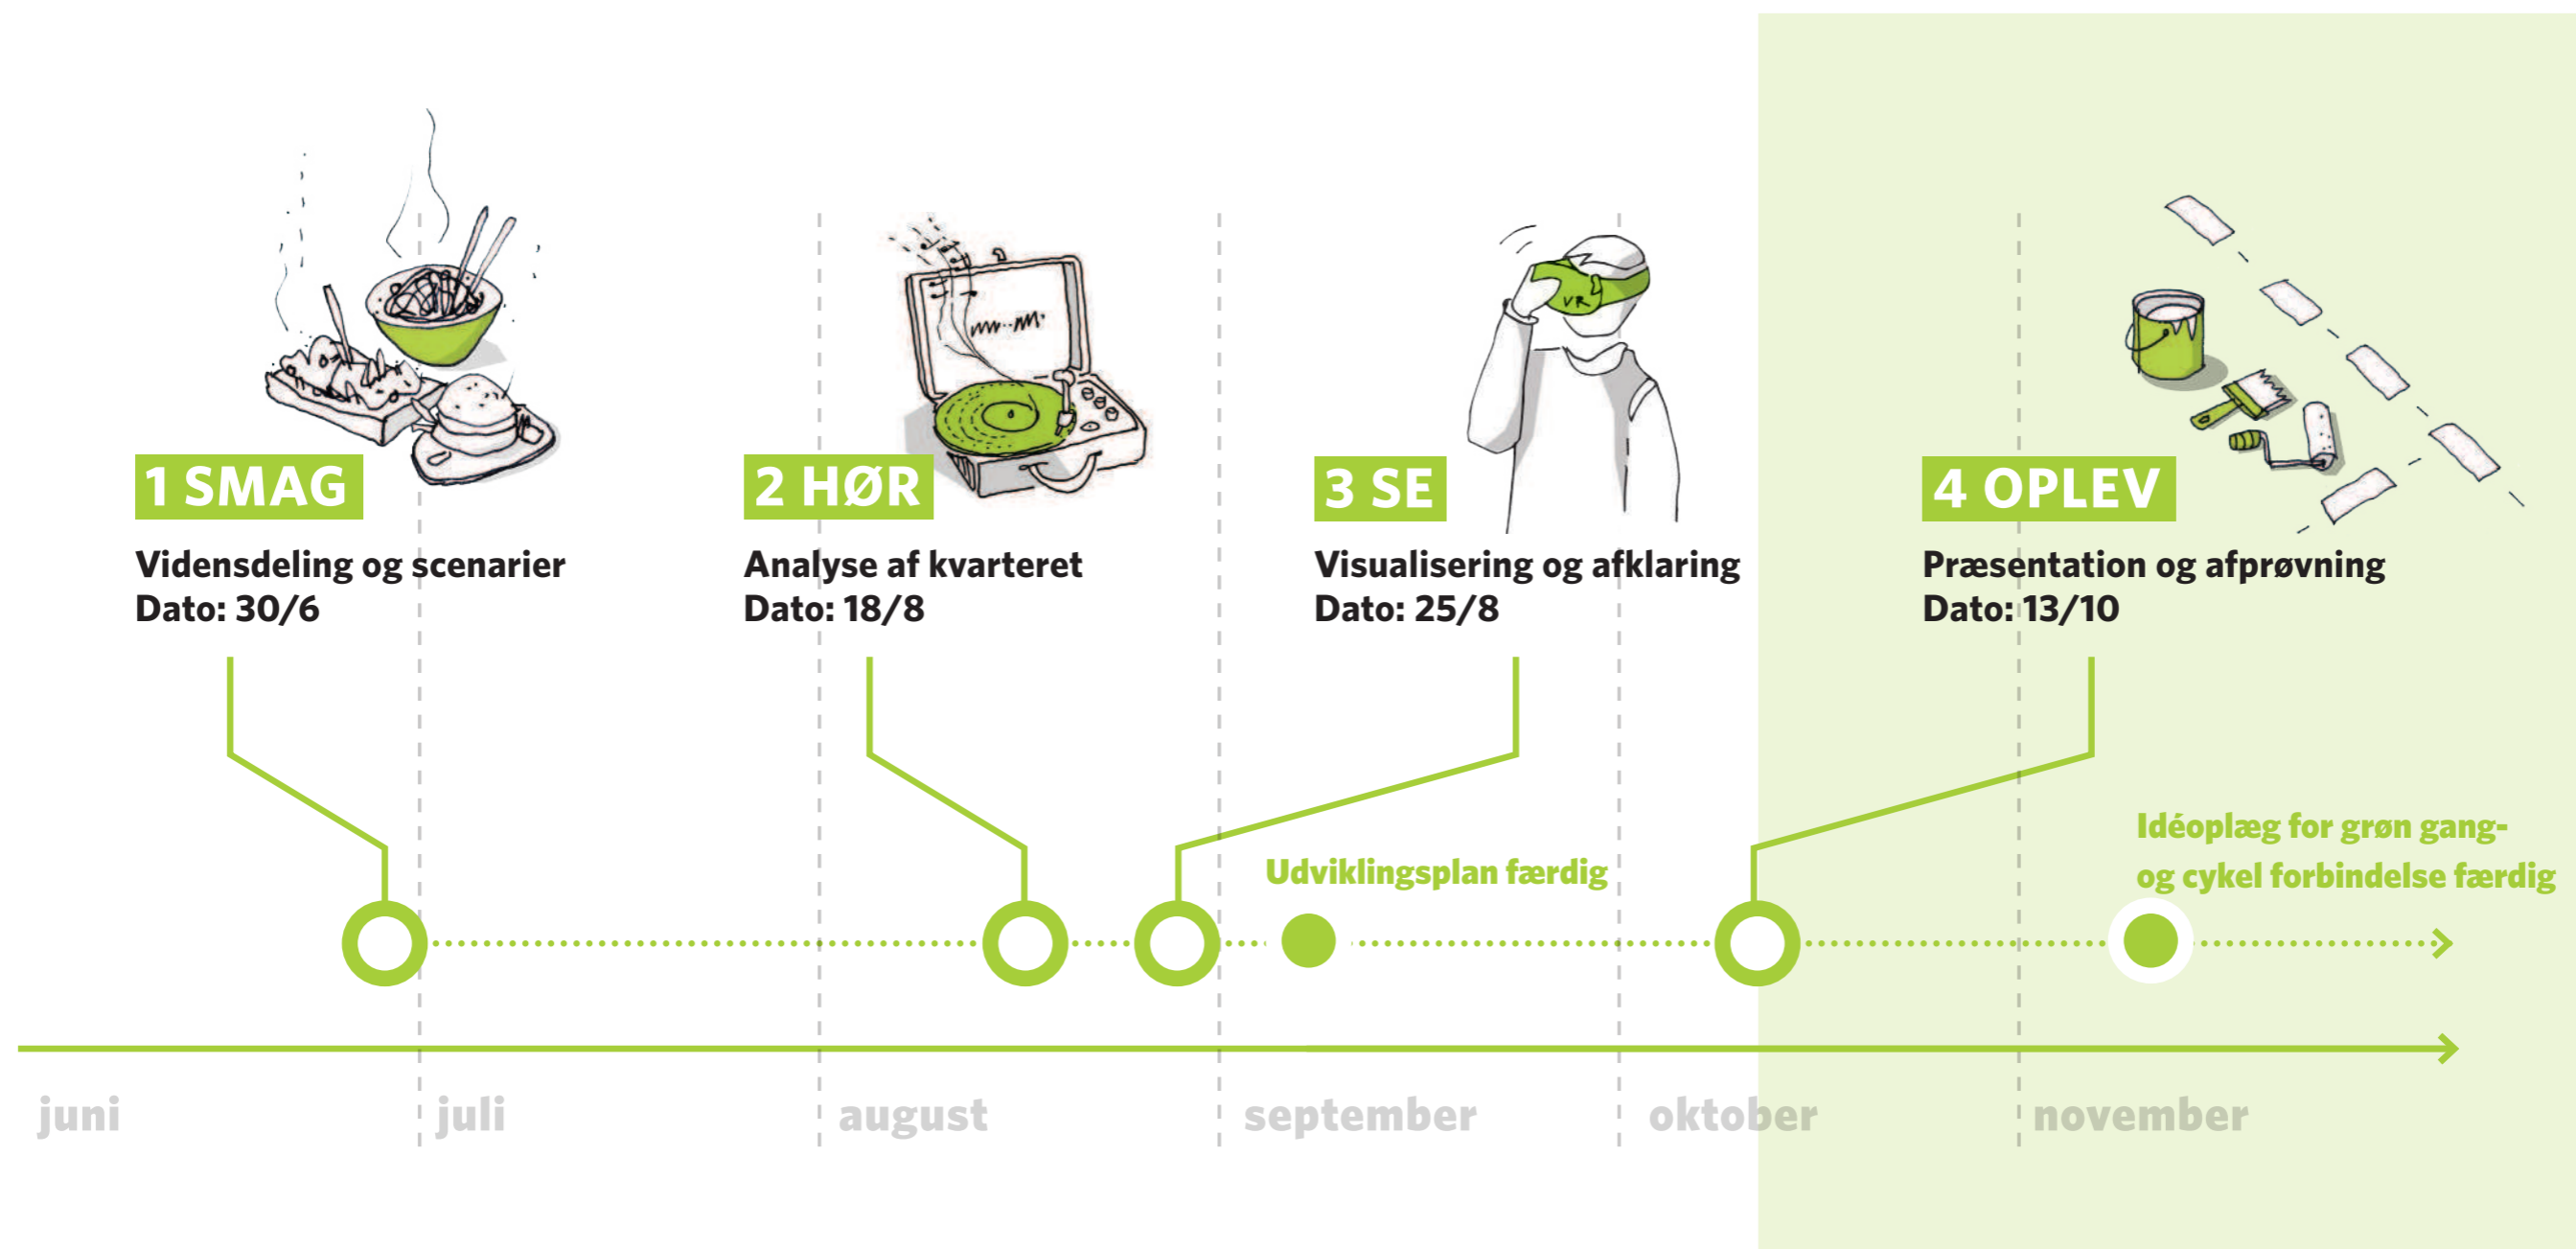 1 SMAG
Vidensdeling og scenarier
Dato: 30/6
2 HØR
Analyse af kvarteret
Dato: 18/8
VR
3 SE
Visualisering og afklaring
Dato: 25/8
4 OPLEV
Præsentation og afprøvning
Dato: 13/10
Udviklingsplan færdig
Idéoplæg for grøn gang-
og cykel forbindelse færdig
juni
juli
august
september
oktober
november